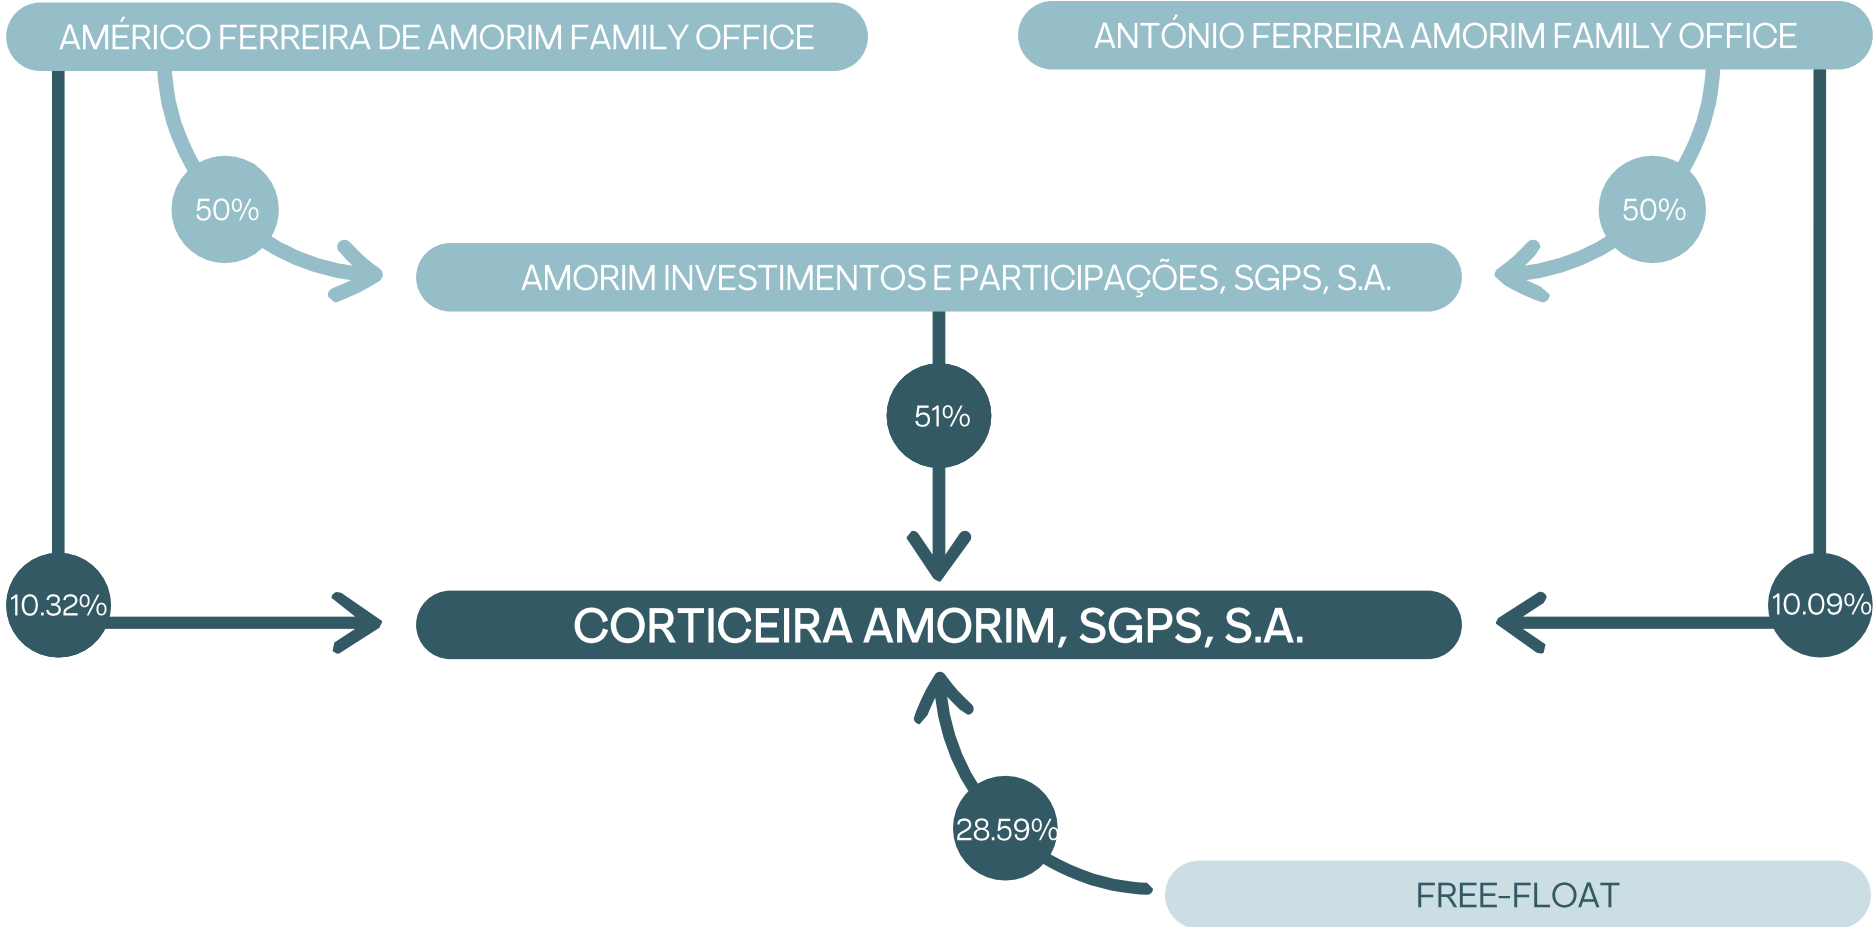 AMÉRICO FERREIRA DE AMORIM FAMILY OFFICE
ANTÓNIO FERREIRA AMORIM FAMILY OFFICE
50%
50%
AMORIM INVESTIMENTOS E PARTICIPAÇÕES, SGPS, S.A.
51%
10.32%
10.09%
CORTICEIRA AMORIM, SGPS, S.A.
28.59%
FREE-FLOAT